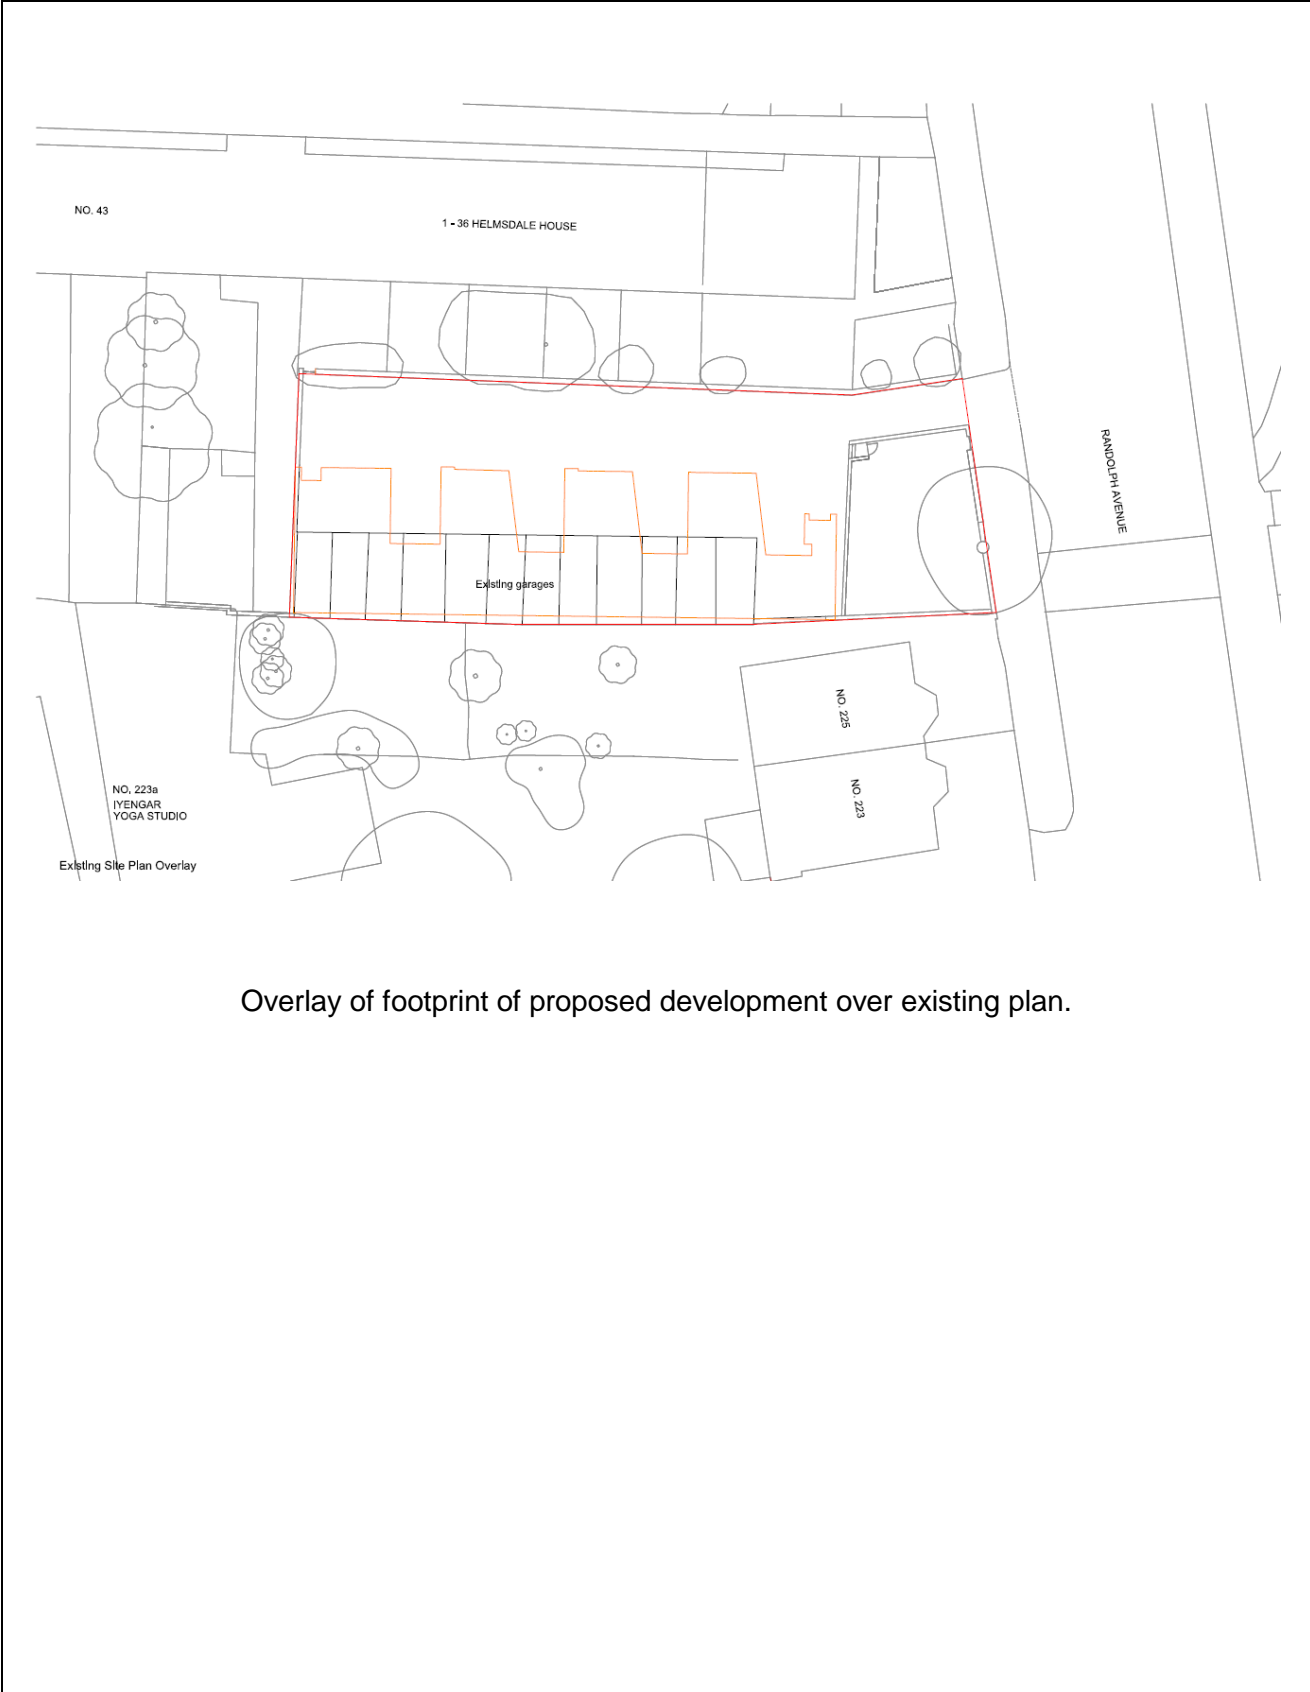 NO. 43
1 - 36 HELMSDALE HOUSE
RANDOLPH AVENUE
Existing garages
NO. 225
NO. 223
NO, 223a
IYENGAR
YOGA STUDIO
Existing Site Plan Overlay
Overlay of footprint of proposed development over existing plan.